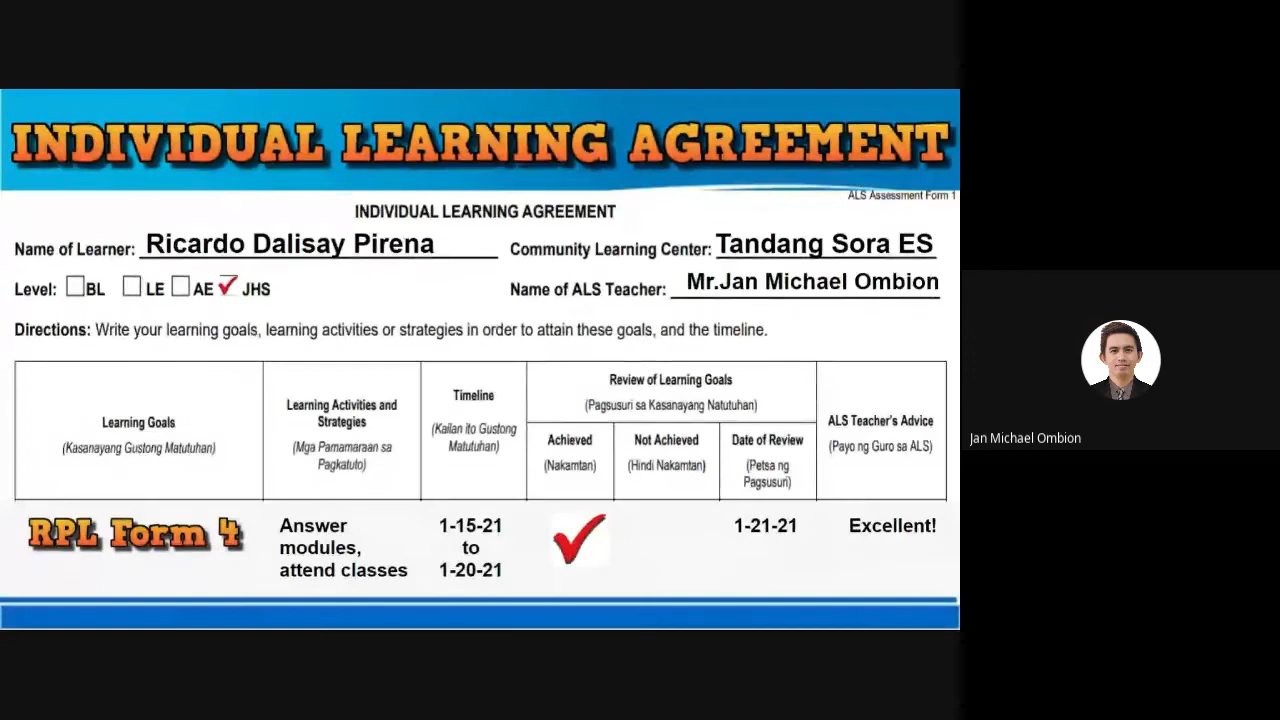 INDIVIDUAL LEARNING AGREEMENT
ALS Assessment Form 1
INDIVIDUAL LEARNING AGREEMENT
Name of Learner: Ricardo Dalisay Pirena
Community Learning Center: Tandang Sora ES
Level: BL LE AE JHS
Name of ALS Teacher: Mr.Jan Michael Ombion
Directions: Write your learning goals, learning activities or strategies in order to attain these goals, and the timeline.
Learning Goals
(Kasanayang Gustong Matutuhan)
Learning Activities and
Strategies
(Mga Pamamaraan sa
Pagkatuto)
Timeline
(Kailan ito Gustong
Matutuhan)
Review of Learning Goals
(Pagsusuri sa Kasanayang Natutuhan)
Achieved
(Nakamtan)
Not Achieved
(Hindi Nakamtan)
Date of Review
(Petsa ng
Pagsusuri)
ALS Teacher's Advice
(Payo ng Guro sa ALS)
RPL Form 4
Answer
modules,
attend classes
1-15-21
to
1-20-21
1-21-21
Excellent!
Jan Michael Ombion